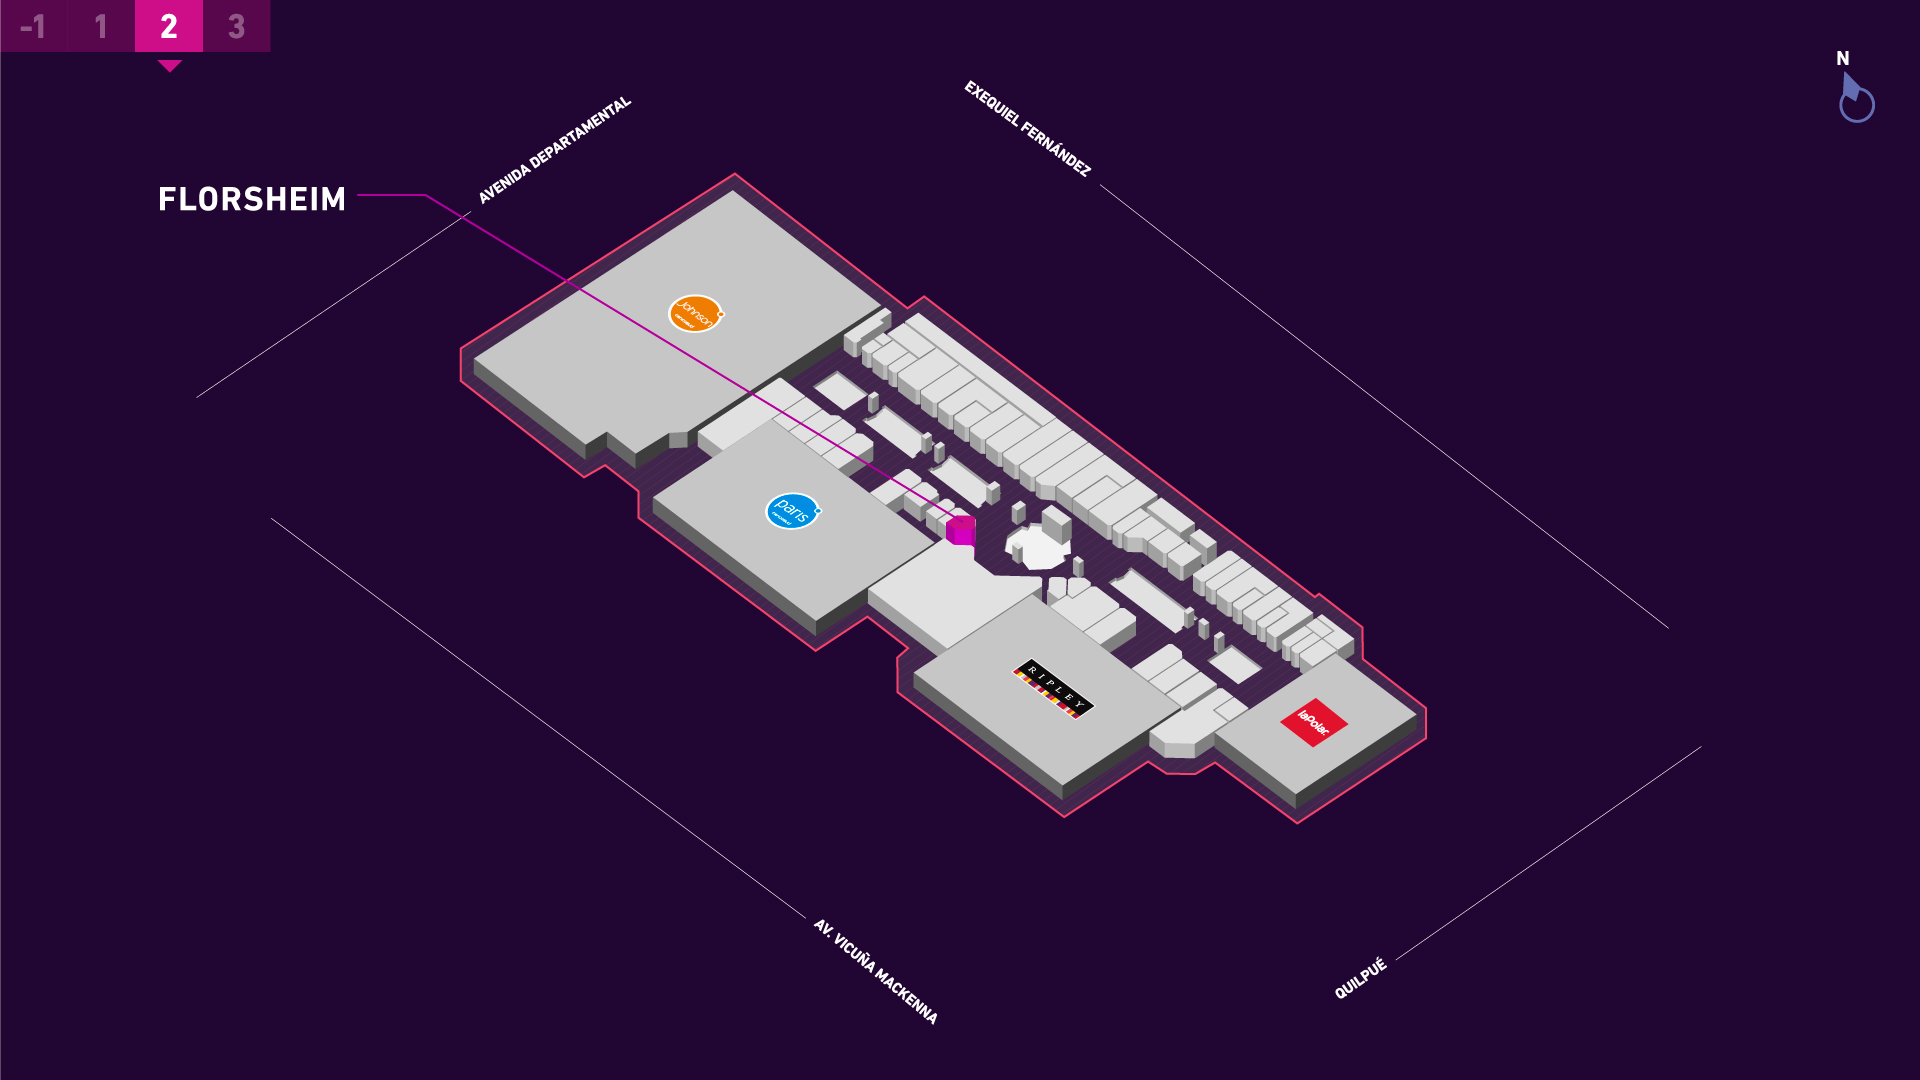 -1 1 2 3
N
EXEQUIEL FERNÁNDEZ
AVENIDA DEPARTAMENTAL
FLORSHEIM
Johnson
paris
RIPLEY
laPolar.
AV. VICUÑA MACKENNA
QUILPUÉ